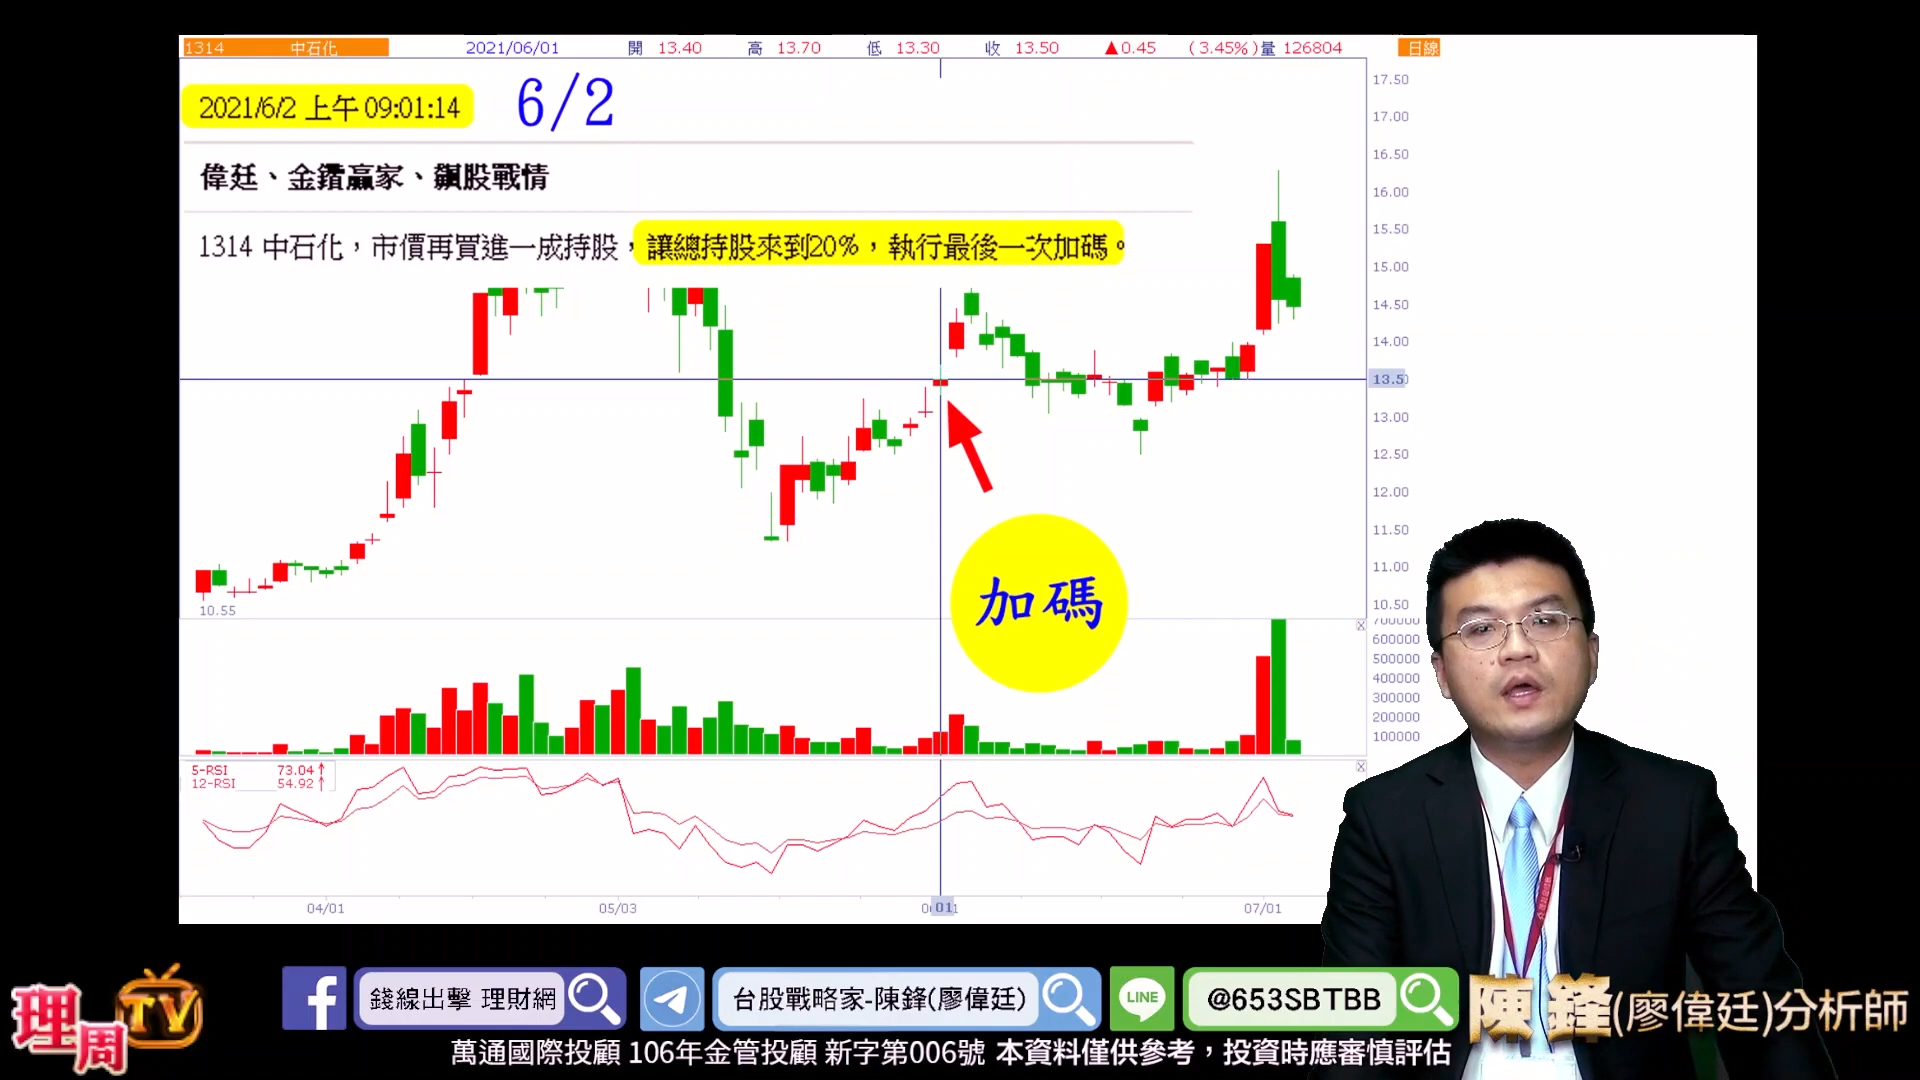 1314 中石化 2021/06/01 開 13.40 高 13.70 低 13.30 收 13.50 ▲0.45 (3.45%)量 126804 日線
2021/6/2 上午 09:01:14 6/2
偉廷、金鑽贏家、飆股戰情
1314 中石化，市價再買進一成持股，讓總持股來到20%，執行最後一次加碼。
17.50
17.00
16.50
16.00
15.50
15.00
14.50
14.00
13.50
13.00
12.50
12.00
11.50
11.00
10.50
10.55
加碼
700000
600000
500000
400000
300000
200000
100000
5-RSI 73.04↑
12-RSI 54.92↑
04/01 05/03 01 07/01
理周TV
錢線出擊 理財網
台股戰略家-陳鋒(廖偉廷)
LINE
@653SBTBB
陳鋒(廖偉廷)分析師
萬通國際投顧 106年金管投顧 新字第006號 本資料僅供參考，投資時應審慎評估